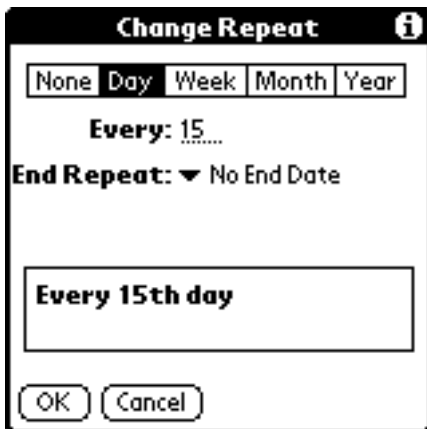 Change Repeat i
None Day Week Month Year
Every: 15
End Repeat: No End Date
Every 15th day
OK Cancel